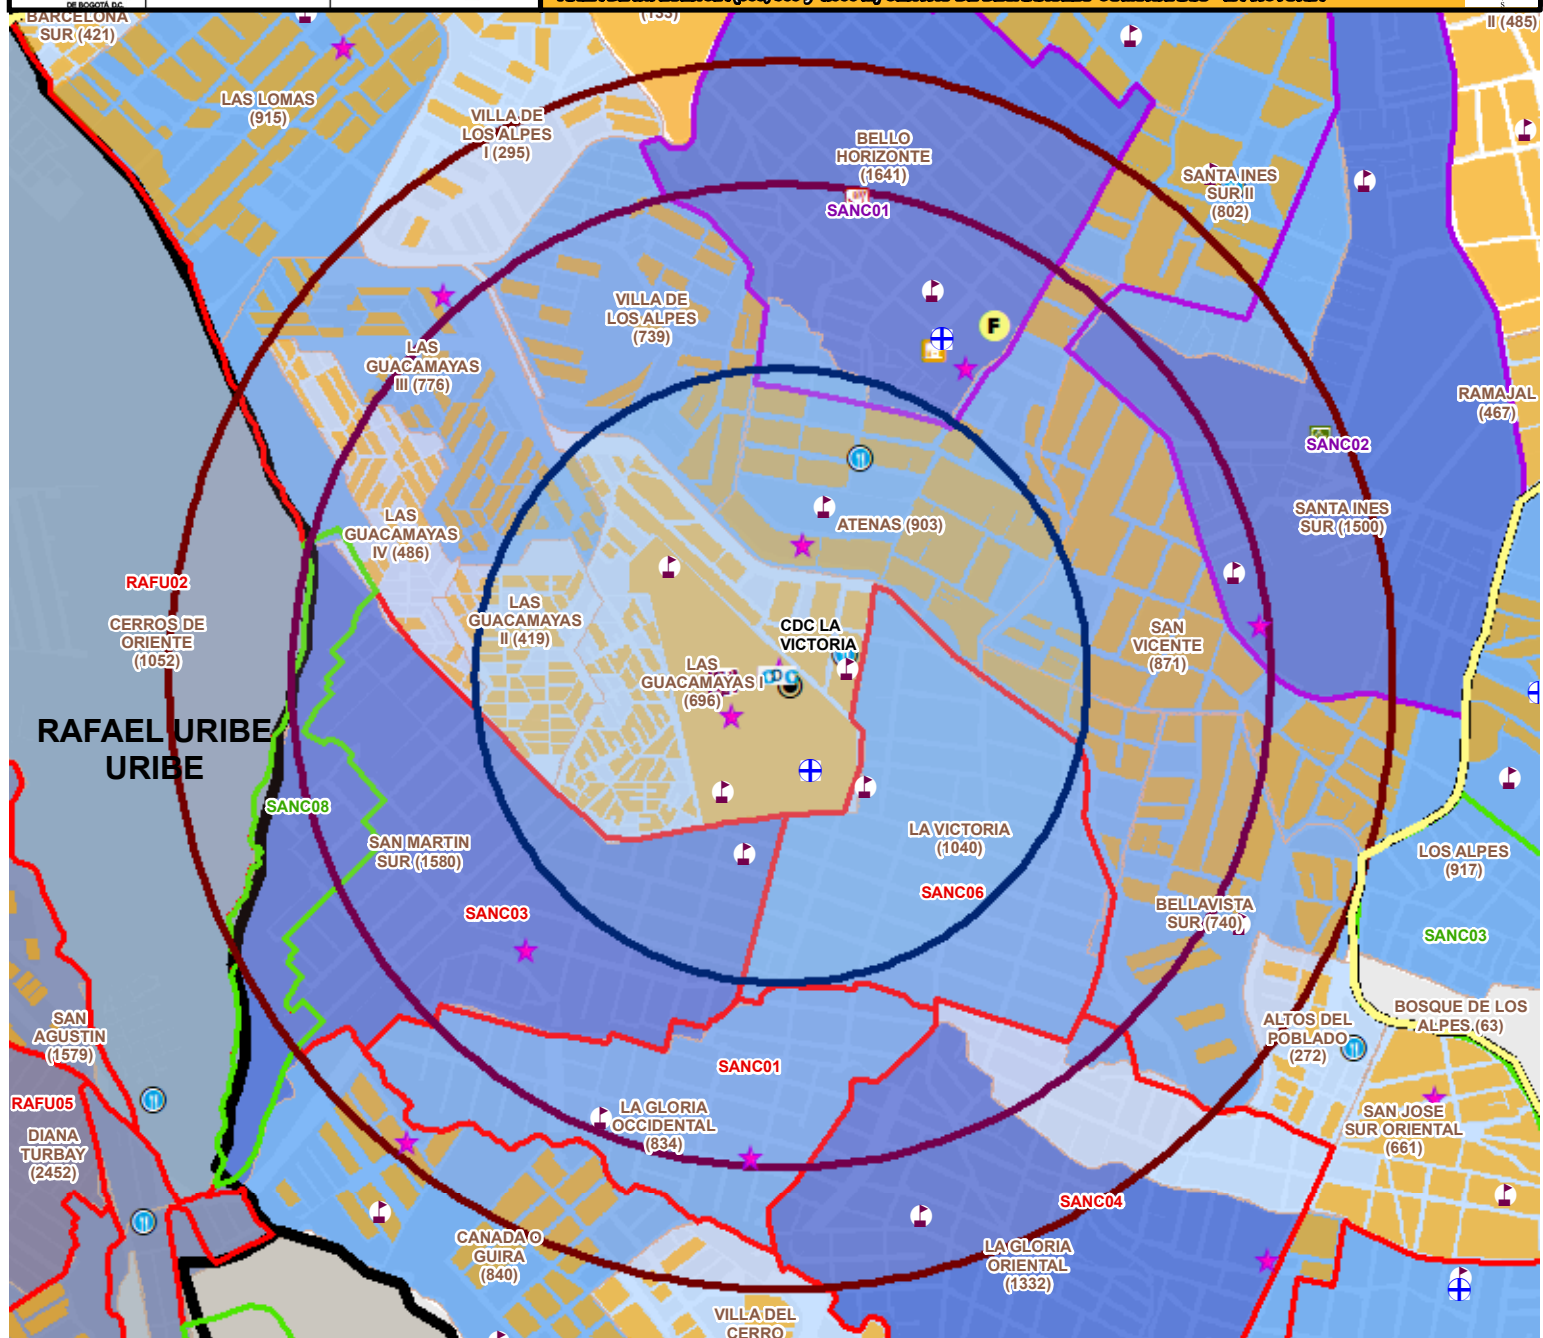 DE BOGOTÁ D.C.
BARCELONA
SUR (421)
(135)
II (485)
LAS LOMAS
(915)
VILLA DE
LOS ALPES
I (295)
BELLO
HORIZONTE
(1641)
SANC01
SANTA INES
SUR II
(802)
VILLA DE
LOS ALPES
(739)
F
LAS
GUACAMAYAS
III (776)
RAMAJAL
(467)
SANC02
SANTA INES
SUR (1500)
LAS
GUACAMAYAS
IV (486)
ATENAS (903)
RAFU02
CERROS DE
ORIENTE
(1052)
LAS
GUACAMAYAS
II (419)
CDC LA
VICTORIA
SAN
VICENTE
(871)
LAS
GUACAMAYAS I
(696)
RAFAEL URIBE
URIBE
SANC08
SAN MARTIN
SUR (1580)
LA VICTORIA
(1040)
SANC06
LOS ALPES
(917)
SANC03
SANC03
BELLAVISTA
SUR (740)
SAN
AGUSTIN
(1579)
ALTOS DEL
POBLADO
(272)
BOSQUE DE LOS
ALPES (63)
SANC01
RAFU05
DIANA
TURBAY
(2452)
LA GLORIA
OCCIDENTAL
(834)
SAN JOSE
SUR ORIENTAL
(661)
SANC04
CANADA O
GUIRA
(840)
LA GLORIA
ORIENTAL
(1332)
VILLA DEL
CERRO